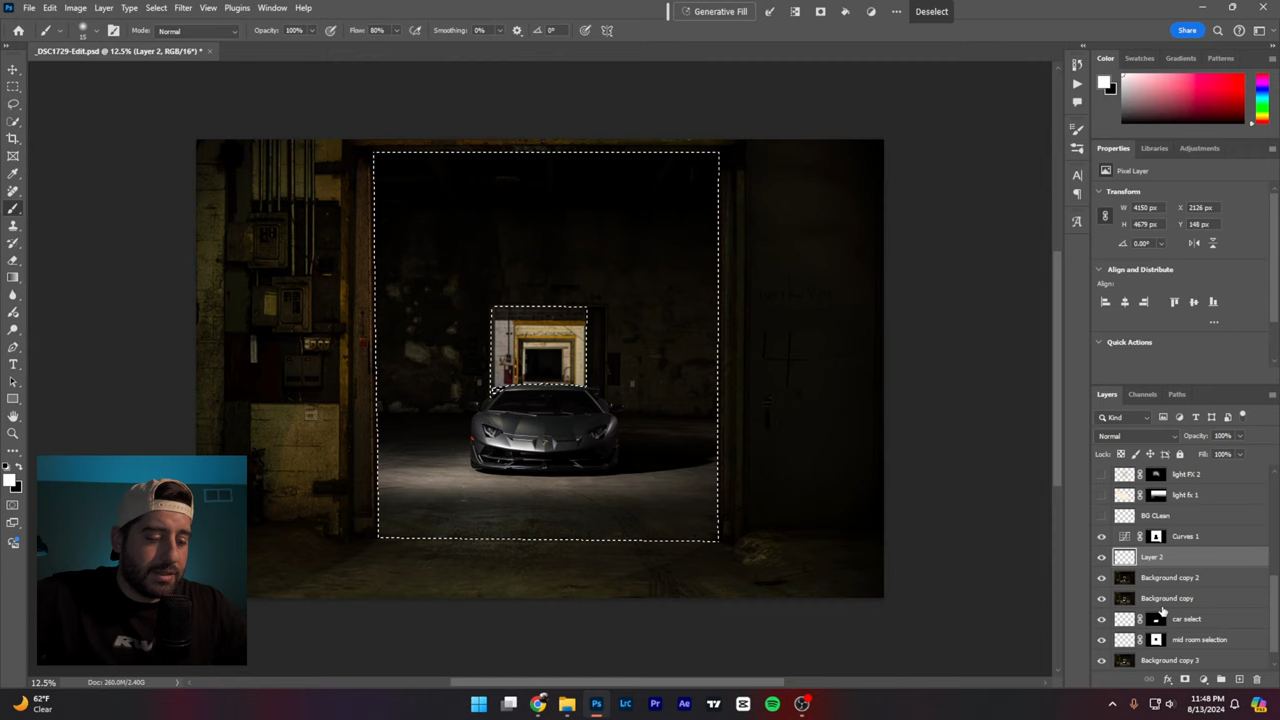 File Edit Image Layer Type Select Filter View Plugins Window Help
Generative Fill
Deselect
15
Mode: Normal
Opacity: 100%
Flow: 80%
Smoothing: 0%
0°
Share
_DSC1729-Edit.psd @ 12.5% (Layer 2, RGB/16*) *
Color Swatches Gradients Patterns
Properties Libraries Adjustments
Pixel Layer
Transform
W 4150 px X 2126 px
H 4679 px Y 148 px
0.00°
Align and Distribute
Align:
Quick Actions
Layers Channels Paths
Kind
Normal Opacity: 100%
Lock: Fill: 100%
light FX 2
light fx 1
BG CLean
Curves 1
Layer 2
Background copy 2
Background copy
car select
mid room selection
Background copy 3
12.5% Doc: 260.0M/2.40G
62°F
Clear
11:48 PM
8/13/2024